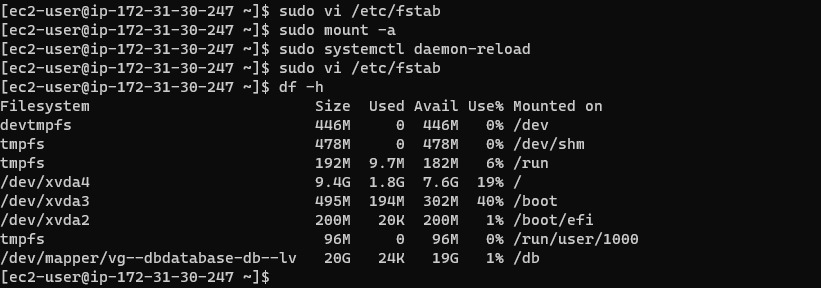 [ec2-user@ip-172-31-30-247 ~]$ sudo vi /etc/fstab
[ec2-user@ip-172-31-30-247 ~]$ sudo mount -a
[ec2-user@ip-172-31-30-247 ~]$ sudo systemctl daemon-reload
[ec2-user@ip-172-31-30-247 ~]$ sudo vi /etc/fstab
[ec2-user@ip-172-31-30-247 ~]$ df -h
Filesystem                         Size  Used Avail Use% Mounted on
devtmpfs                           446M     0  446M   0% /dev
tmpfs                              478M     0  478M   0% /dev/shm
tmpfs                              192M  9.7M  182M   6% /run
/dev/xvda4                         9.4G  1.8G  7.6G  19% /
/dev/xvda3                         495M  194M  302M  40% /boot
/dev/xvda2                         200M   20K  200M   1% /boot/efi
tmpfs                               96M     0   96M   0% /run/user/1000
/dev/mapper/vg--dbdatabase-db--lv   20G   24K   19G   1% /db
[ec2-user@ip-172-31-30-247 ~]$